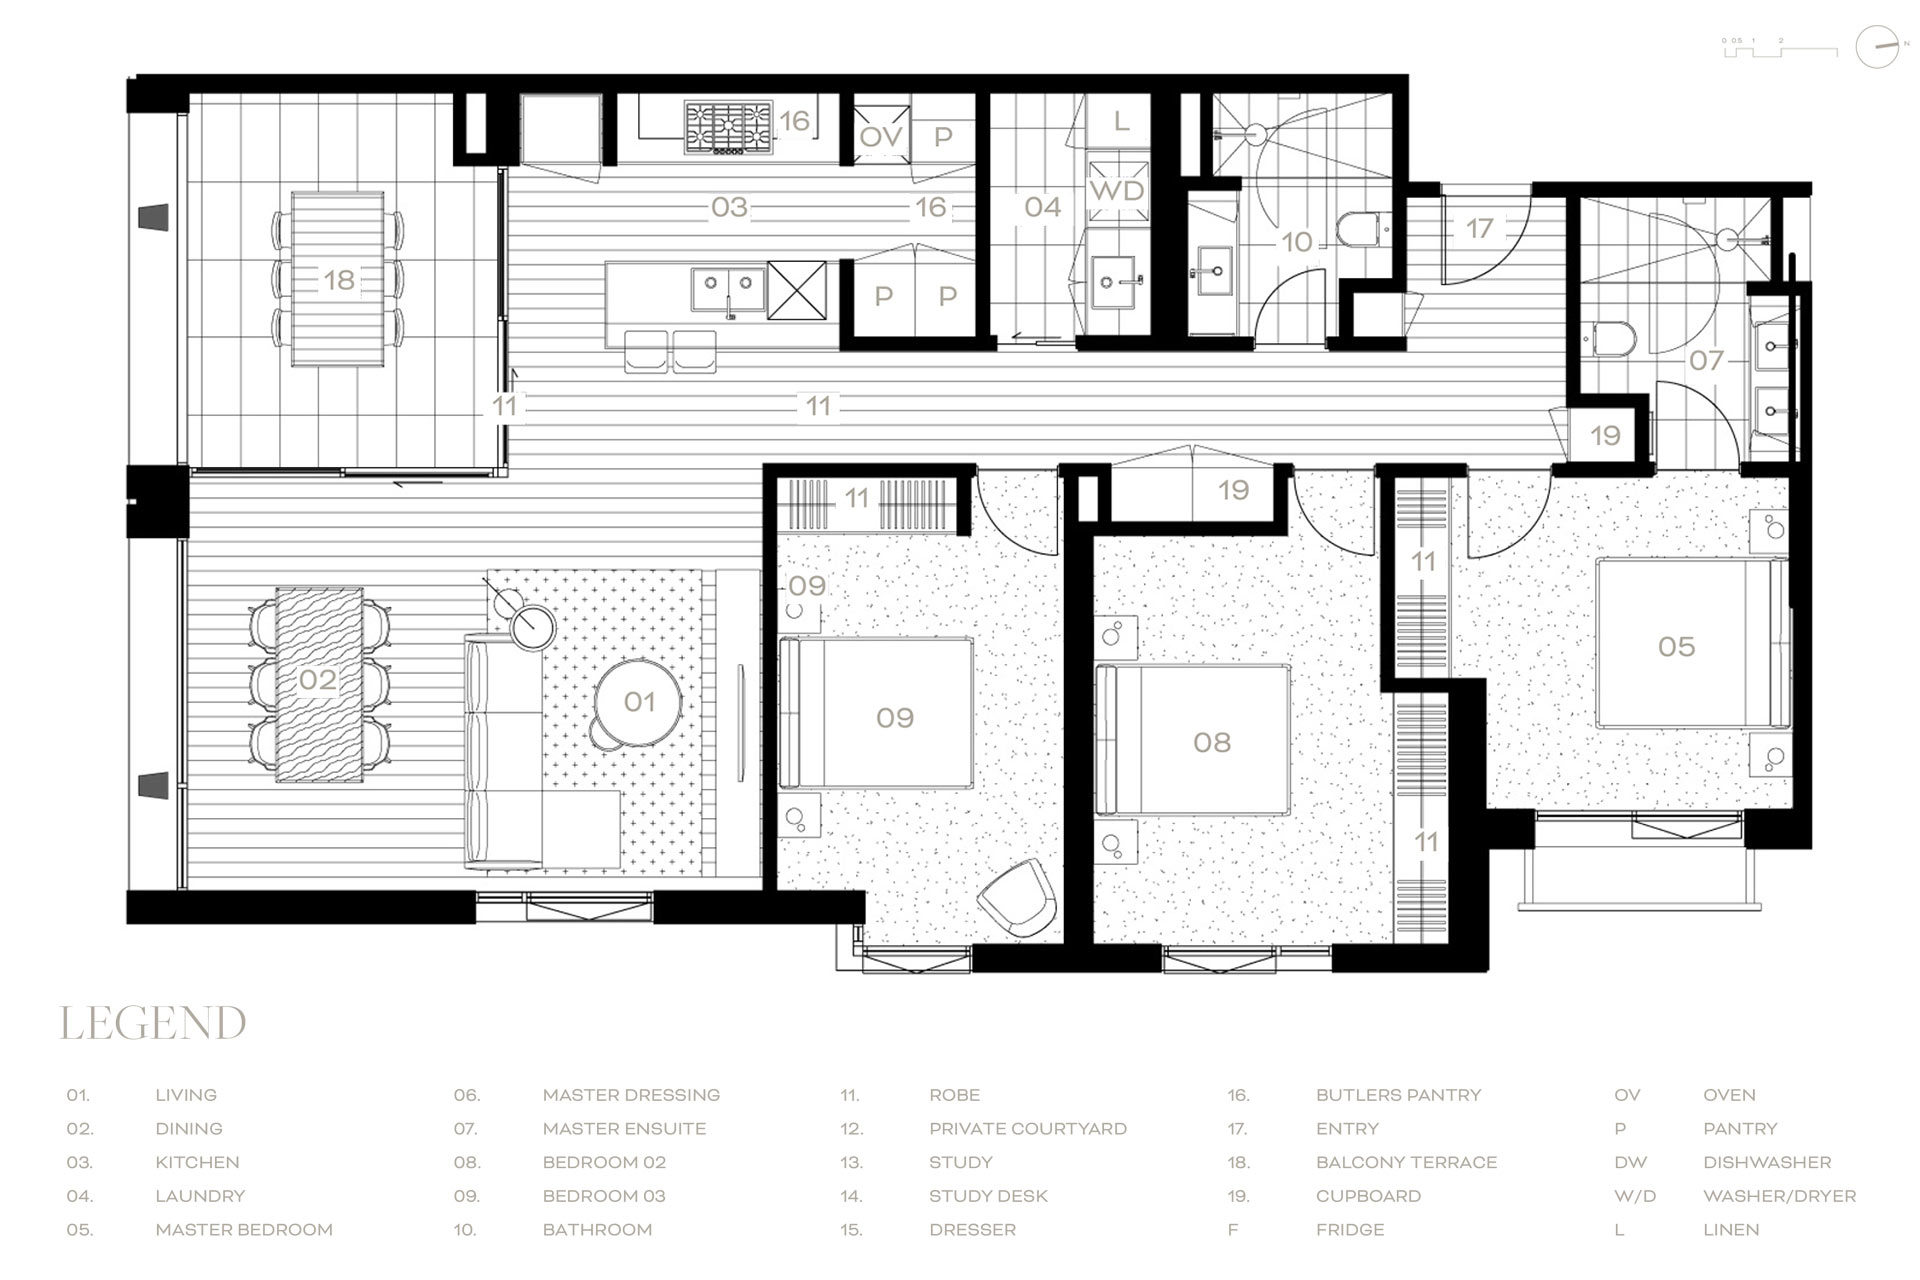 0 0.5 1 2
N
16
OV P
L
WD
03
16
04
17
10
18
P P
07
11
11
19
11
19
11
09
02
01
09
08
05
11
LEGEND
01. LIVING 06. MASTER DRESSING 11. ROBE 16. BUTLERS PANTRY OV OVEN
02. DINING 07. MASTER ENSUITE 12. PRIVATE COURTYARD 17. ENTRY P PANTRY
03. KITCHEN 08. BEDROOM 02 13. STUDY 18. BALCONY TERRACE DW DISHWASHER
04. LAUNDRY 09. BEDROOM 03 14. STUDY DESK 19. CUPBOARD W/D WASHER/DRYER
05. MASTER BEDROOM 10. BATHROOM 15. DRESSER F FRIDGE L LINEN